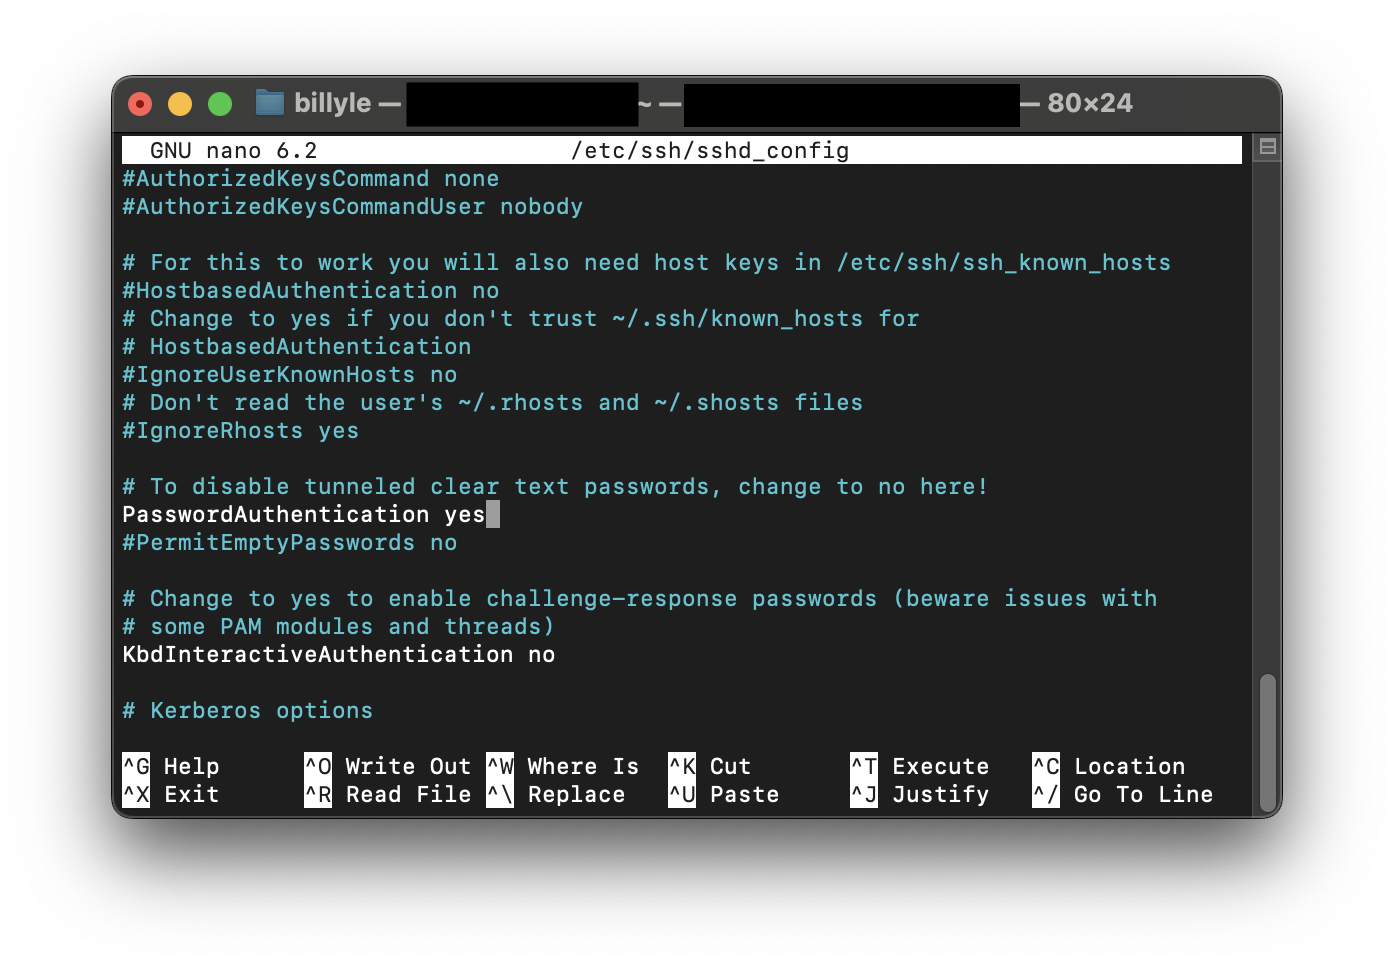 billyle — ~ — — 80×24
GNU nano 6.2 /etc/ssh/sshd_config
#AuthorizedKeysCommand none
#AuthorizedKeysCommandUser nobody
# For this to work you will also need host keys in /etc/ssh/ssh_known_hosts
#HostbasedAuthentication no
# Change to yes if you don't trust ~/.ssh/known_hosts for
# HostbasedAuthentication
#IgnoreUserKnownHosts no
# Don't read the user's ~/.rhosts and ~/.shosts files
#IgnoreRhosts yes
# To disable tunneled clear text passwords, change to no here!
PasswordAuthentication yes
#PermitEmptyPasswords no
# Change to yes to enable challenge-response passwords (beware issues with
# some PAM modules and threads)
KbdInteractiveAuthentication no
# Kerberos options
^G Help ^O Write Out ^W Where Is ^K Cut ^T Execute ^C Location
^X Exit ^R Read File ^\ Replace ^U Paste ^J Justify ^/ Go To Line